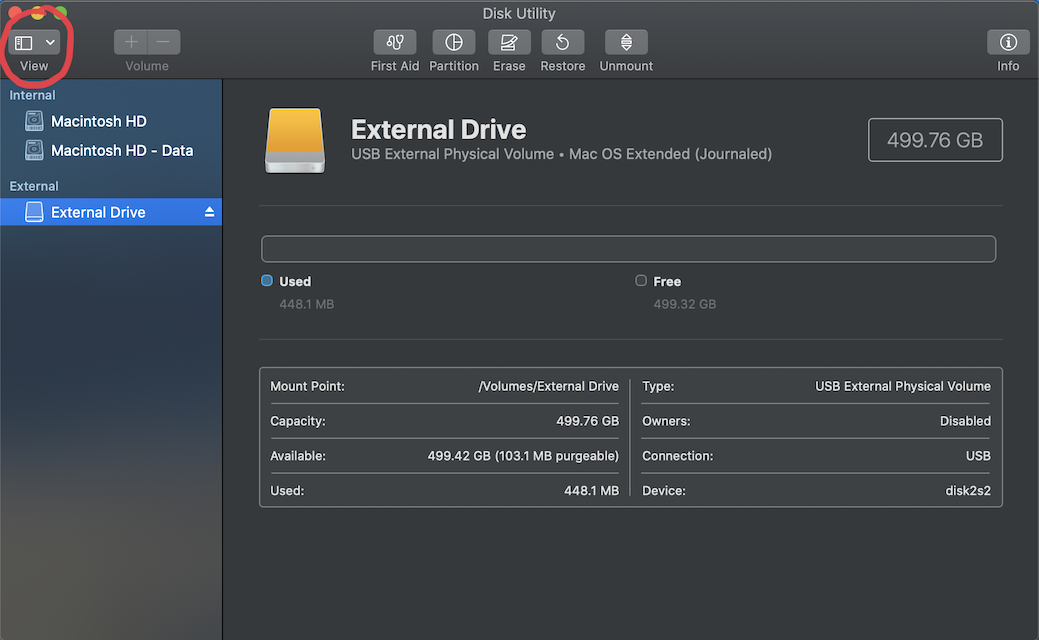 Disk Utility
View
Volume
First Aid
Partition
Erase
Restore
Unmount
Info
Internal
Macintosh HD
Macintosh HD - Data
External
External Drive
External Drive
USB External Physical Volume • Mac OS Extended (Journaled)
499.76 GB
Used
448.1 MB
Free
499.32 GB
Mount Point: /Volumes/External Drive
Capacity: 499.76 GB
Available: 499.42 GB (103.1 MB purgeable)
Used: 448.1 MB
Type: USB External Physical Volume
Owners: Disabled
Connection: USB
Device: disk2s2